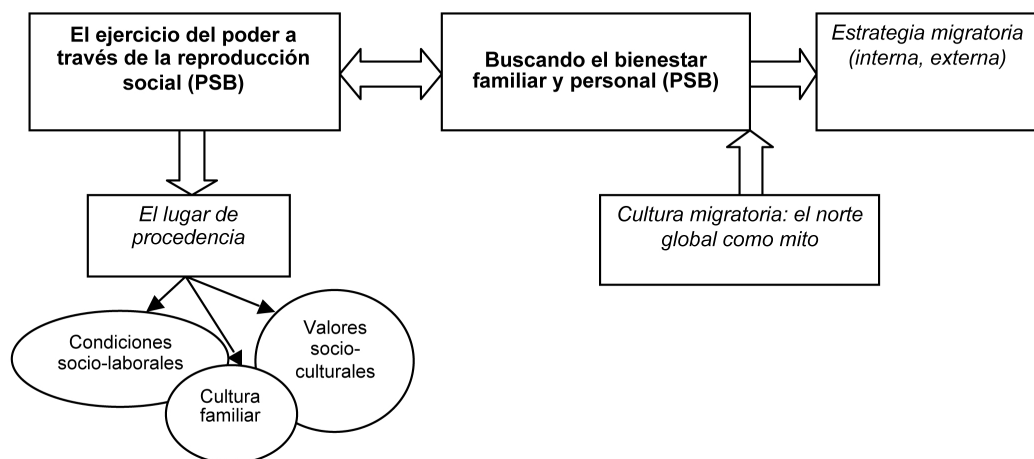 El ejercicio del poder a
través de la reproducción
social (PSB)
Buscando el bienestar
familiar y personal (PSB)
Estrategia migratoria
(interna, externa)
El lugar de
procedencia
Cultura migratoria: el norte
global como mito
Condiciones
socio-laborales
Cultura
familiar
Valores
socio-
culturales